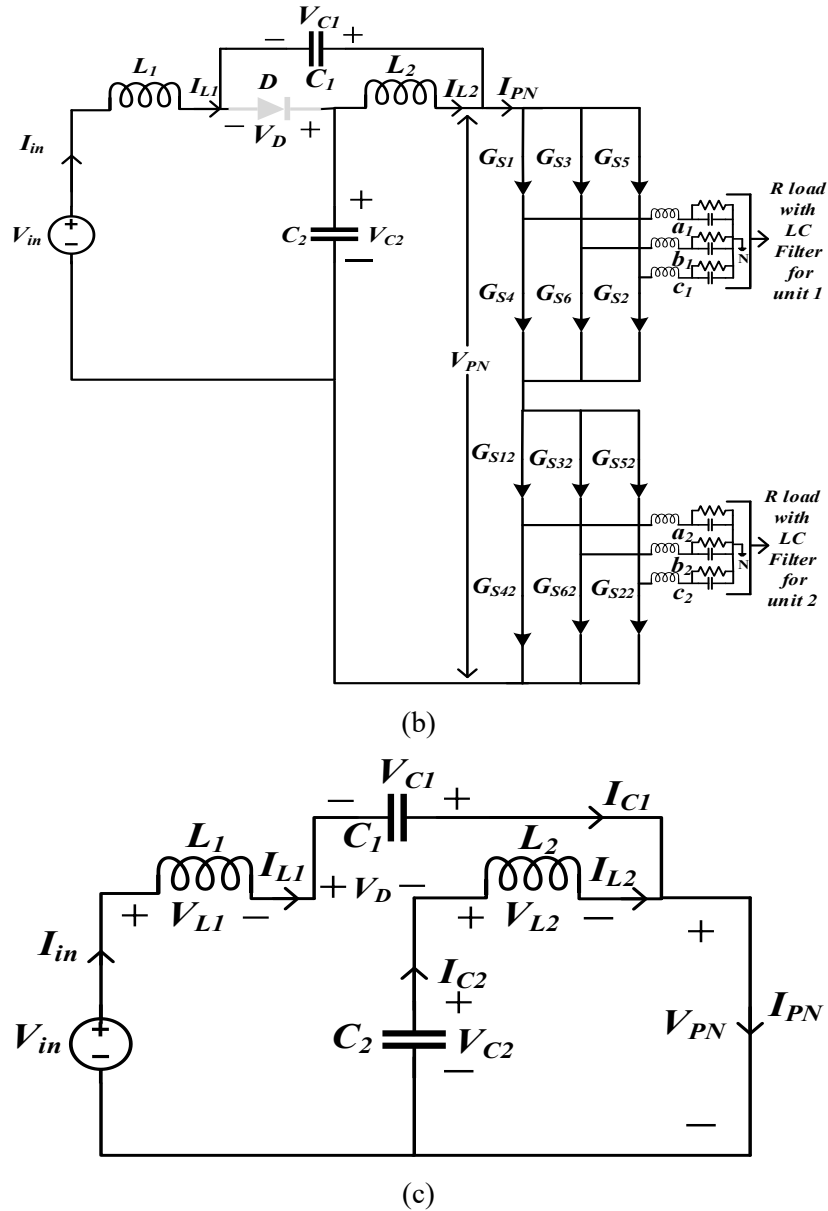 V_C1
− +
L_1 C_1 L_2
I_L1 D I_L2 I_PN
− V_D +
I_in
G_S1 G_S3 G_S5
V_in + −
C_2 + V_C2 −
a_1
b_1
c_1
N
R load
with
LC
Filter
for
unit 1
G_S4 G_S6 G_S2
V_PN
G_S12 G_S32 G_S52
a_2
b_2
c_2
N
R load
with
LC
Filter
for
unit 2
G_S42 G_S62 G_S22
(b)
V_C1
− + I_C1
L_1 C_1 L_2
I_L1 I_L2
+ V_D −
+ V_L1 − + V_L2 − +
I_in
I_C2
V_in + − C_2 + V_C2 − V_PN I_PN
−
(c)